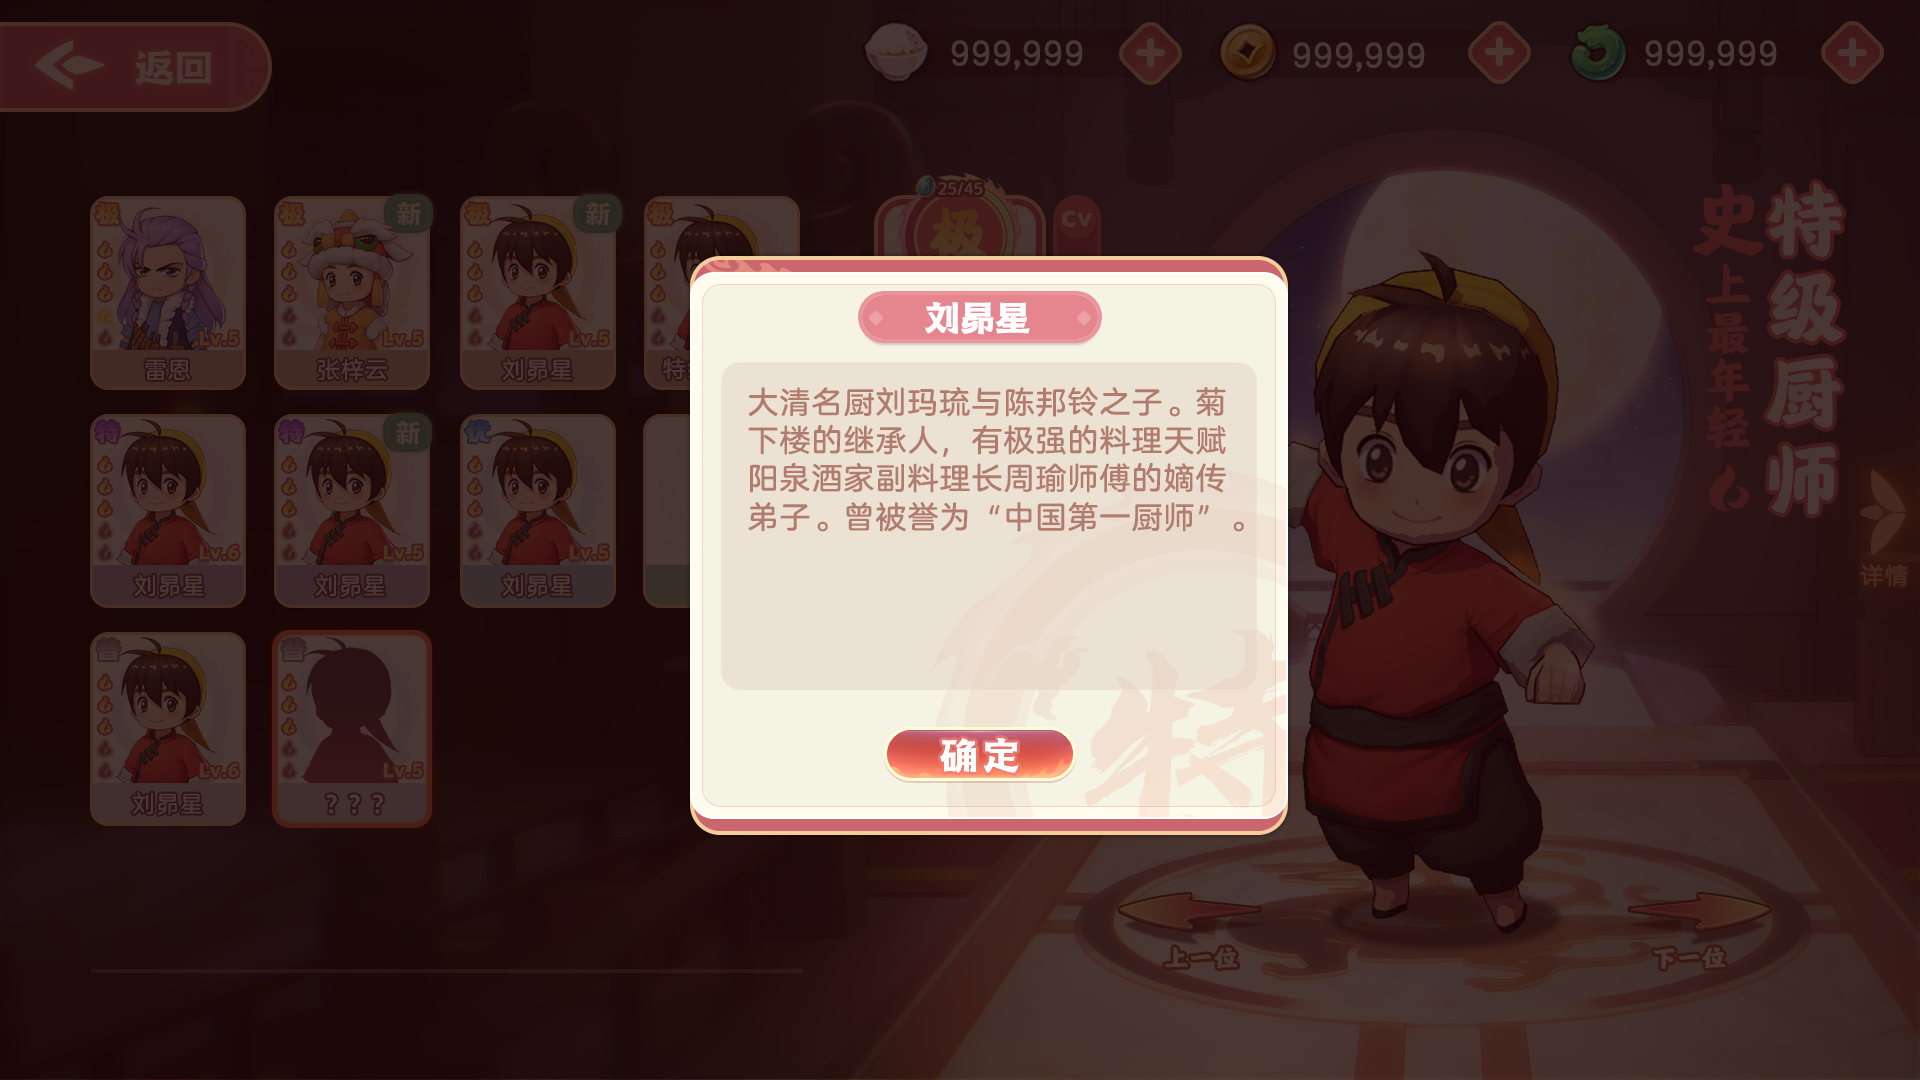 返回
999,999
999,999
999,999
极
雷恩
Lv.5
极
新
张梓云
Lv.5
极
新
刘昴星
Lv.5
极
特
25/45
极
CV
特
刘昴星
Lv.6
特
新
刘昴星
Lv.5
优
刘昴星
Lv.5
普
刘昴星
Lv.6
普
Lv.5
？？？
刘昴星
大清名厨刘玛琉与陈邦铃之子。菊
下楼的继承人，有极强的料理天赋
阳泉酒家副料理长周瑜师傅的嫡传
弟子。曾被誉为“中国第一厨师”。
特
确定
特级厨师
史上最年轻
详情
上一位
下一位